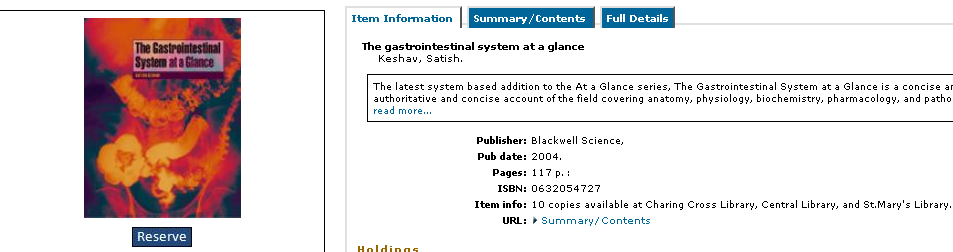 The Gastrointestinal
System at a Glance
Reserve
Item Information
Summary/Contents
Full Details
The gastrointestinal system at a glance
Keshav, Satish.
The latest system based addition to the At a Glance series, The Gastrointestinal System at a Glance is a concise
authoritative and concise account of the field covering anatomy, physiology, biochemistry, pharmacology, and
read more...
Publisher: Blackwell Science,
Pub date: 2004.
Pages: 117 p. :
ISBN: 0632054727
Item info: 10 copies available at Charing Cross Library, Central Library, and St.Mary's Library.
URL: Summary/Contents
Holdings